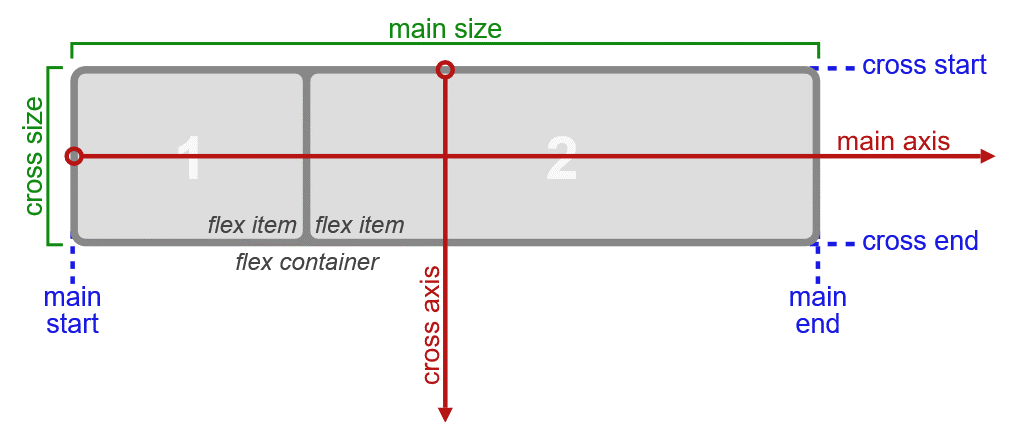 main size
cross start
cross size
1
2
main axis
flex item
flex item
cross end
flex container
cross axis
main
start
main
end